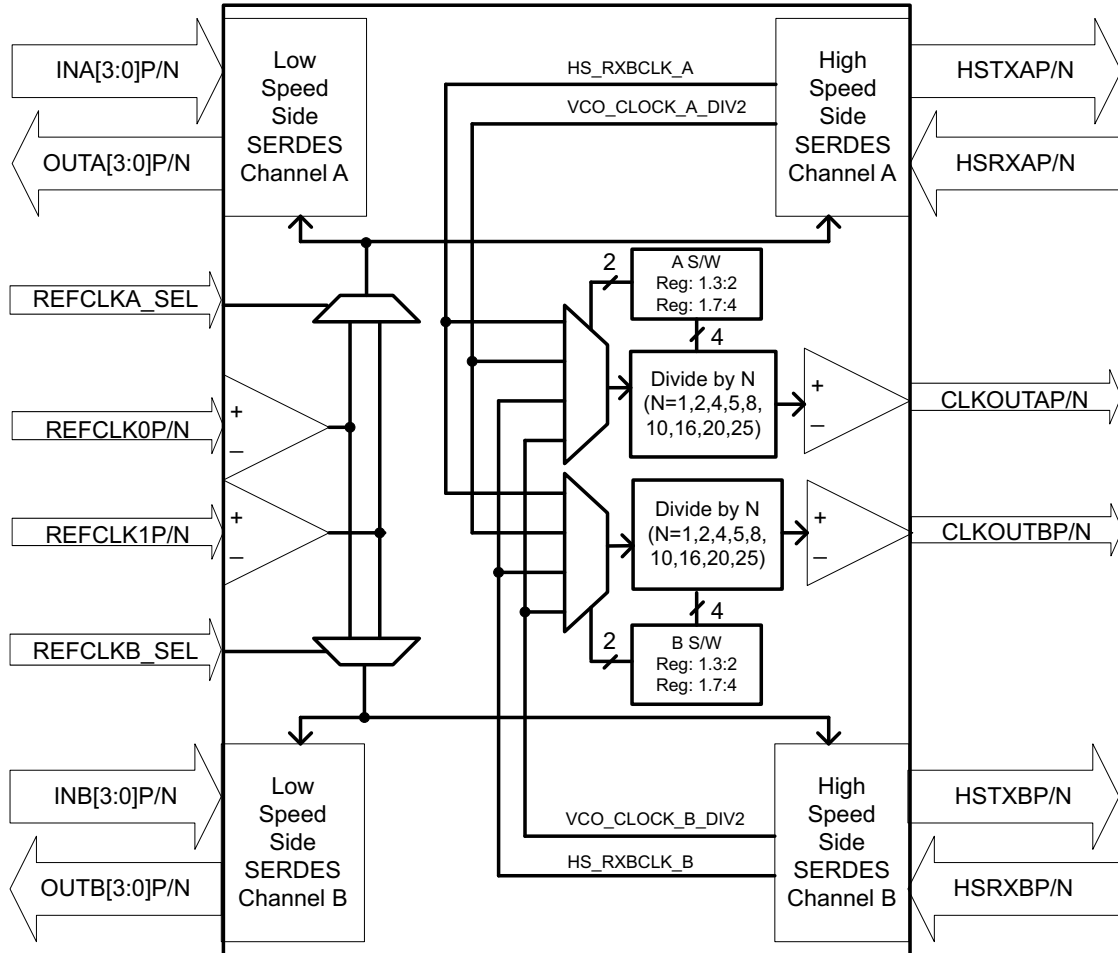 INA[3:0]P/N
OUTA[3:0]P/N
Low
Speed
Side
SERDES
Channel A
HS_RXBCLK_A
VCO_CLOCK_A_DIV2
High
Speed
Side
SERDES
Channel A
HSTXAP/N
HSRXAP/N
REFCLKA_SEL
2
A S/W
Reg: 1.3:2
Reg: 1.7:4
4
+
REFCLK0P/N
–
Divide by N
(N=1,2,4,5,8,
10,16,20,25)
+
–
CLKOUTAP/N
+
REFCLK1P/N
–
Divide by N
(N=1,2,4,5,8,
10,16,20,25)
+
–
CLKOUTBP/N
4
REFCLKB_SEL
2
B S/W
Reg: 1.3:2
Reg: 1.7:4
INB[3:0]P/N
OUTB[3:0]P/N
Low
Speed
Side
SERDES
Channel B
VCO_CLOCK_B_DIV2
HS_RXBCLK_B
High
Speed
Side
SERDES
Channel B
HSTXBP/N
HSRXBP/N